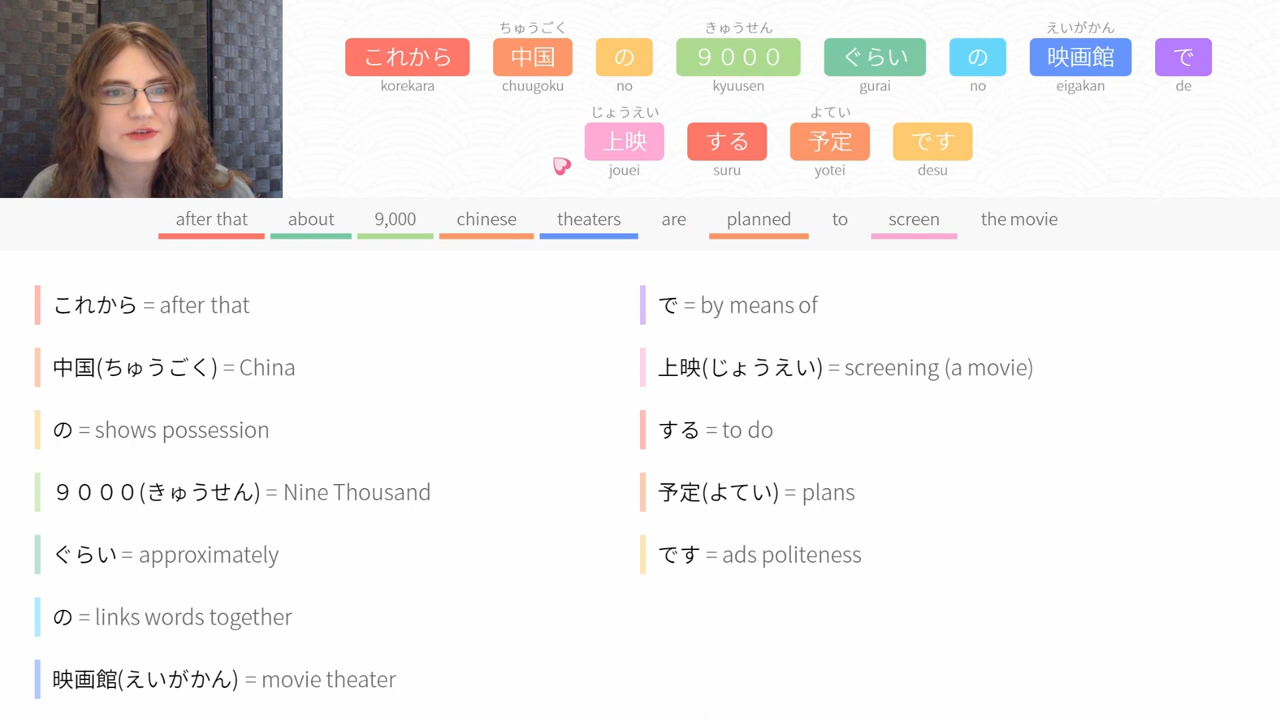 ちゅうごく きゅうせん えいがかん
これから 中国 の ９０００ ぐらい の 映画館 で
korekara chuugoku no kyuusen gurai no eigakan de
じょうえい よてい
上映 する 予定 です
jouei suru yotei desu
after that about 9,000 chinese theaters are planned to screen the movie
これから = after that
中国(ちゅうごく) = China
の = shows possession
９０００(きゅうせん) = Nine Thousand
ぐらい = approximately
の = links words together
映画館(えいがかん) = movie theater
で = by means of
上映(じょうえい) = screening (a movie)
する = to do
予定(よてい) = plans
です = ads politeness